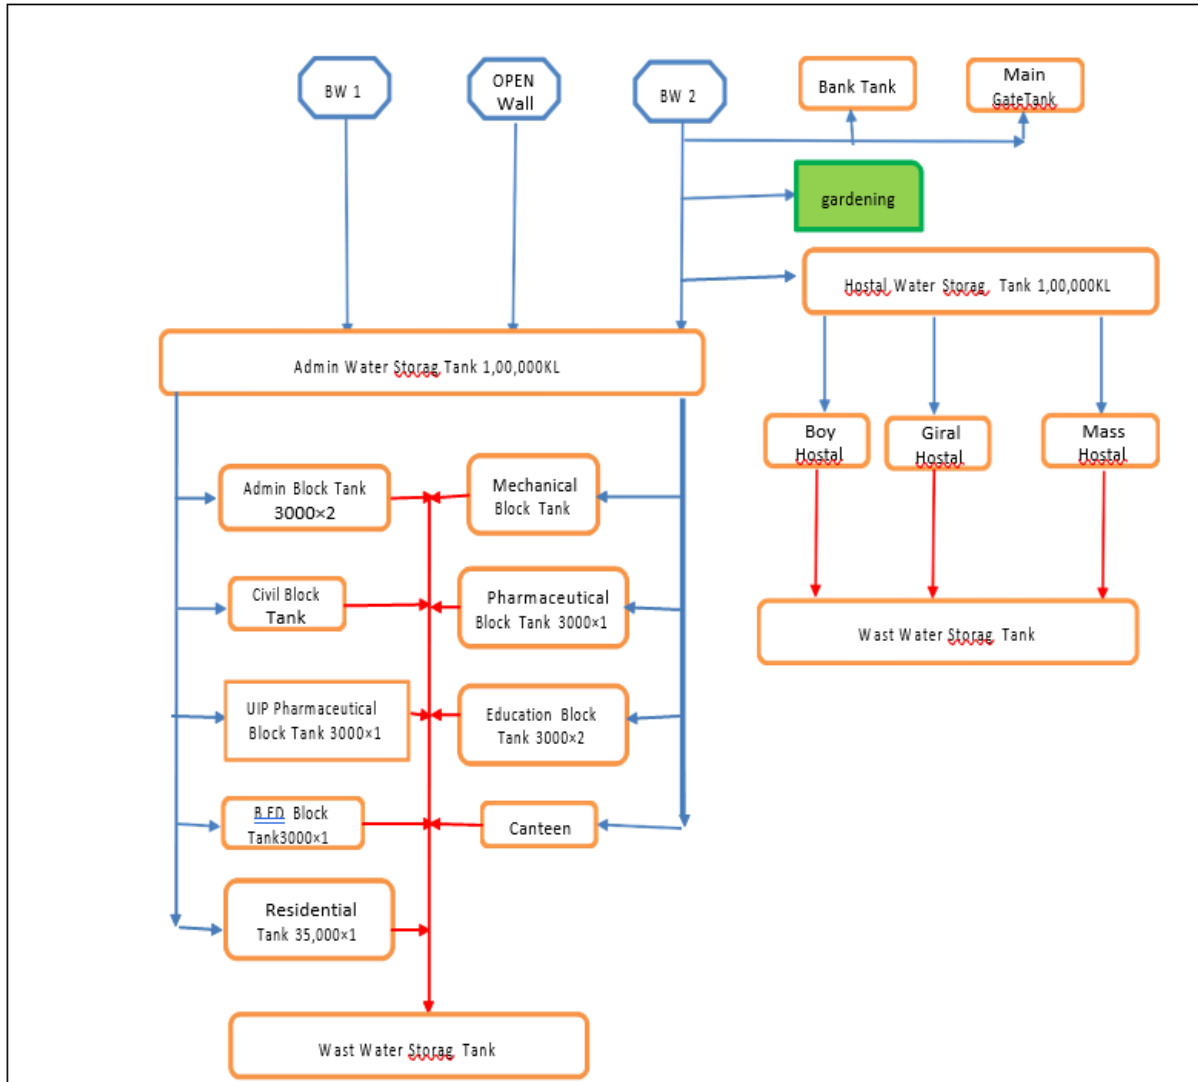 BW 1
OPEN
Wall
BW 2
Bank Tank
Main
GateTank
gardening
Hostal Water Storag Tank 1,00,000KL
Admin Water Storag Tank 1,00,000KL
Boy
Hostal
Giral
Hostal
Mass
Hostal
Admin Block Tank
3000×2
Mechanical
Block Tank
Civil Block
Tank
Pharmaceutical
Block Tank 3000×1
Wast Water Storag Tank
UIP Pharmaceutical
Block Tank 3000×1
Education Block
Tank 3000×2
B.ED Block
Tank3000×1
Canteen
Residential
Tank 35,000×1
Wast Water Storag Tank